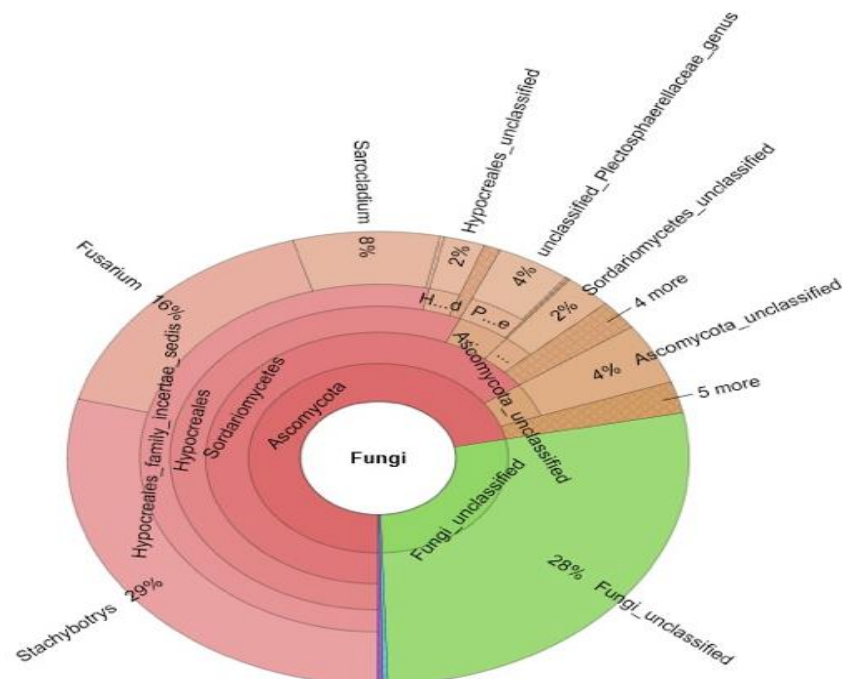 unclassified_Plectosphaerellaceae_genus
Hypocreales_unclassified
Sordariomycetes_unclassified
Sarocladium
8%
2%
4%
2%
4 more
Ascomycota_unclassified
4%
5 more
Fusarium 16%
H...d
P...e
...
Ascomycota_unclassified
Ascomycota
Sordariomycetes
Hypocreales
Hypocreales_family_incertae_sedis
Fungi
Fungi_unclassified
28% Fungi_unclassified
Stachybotrys 29%